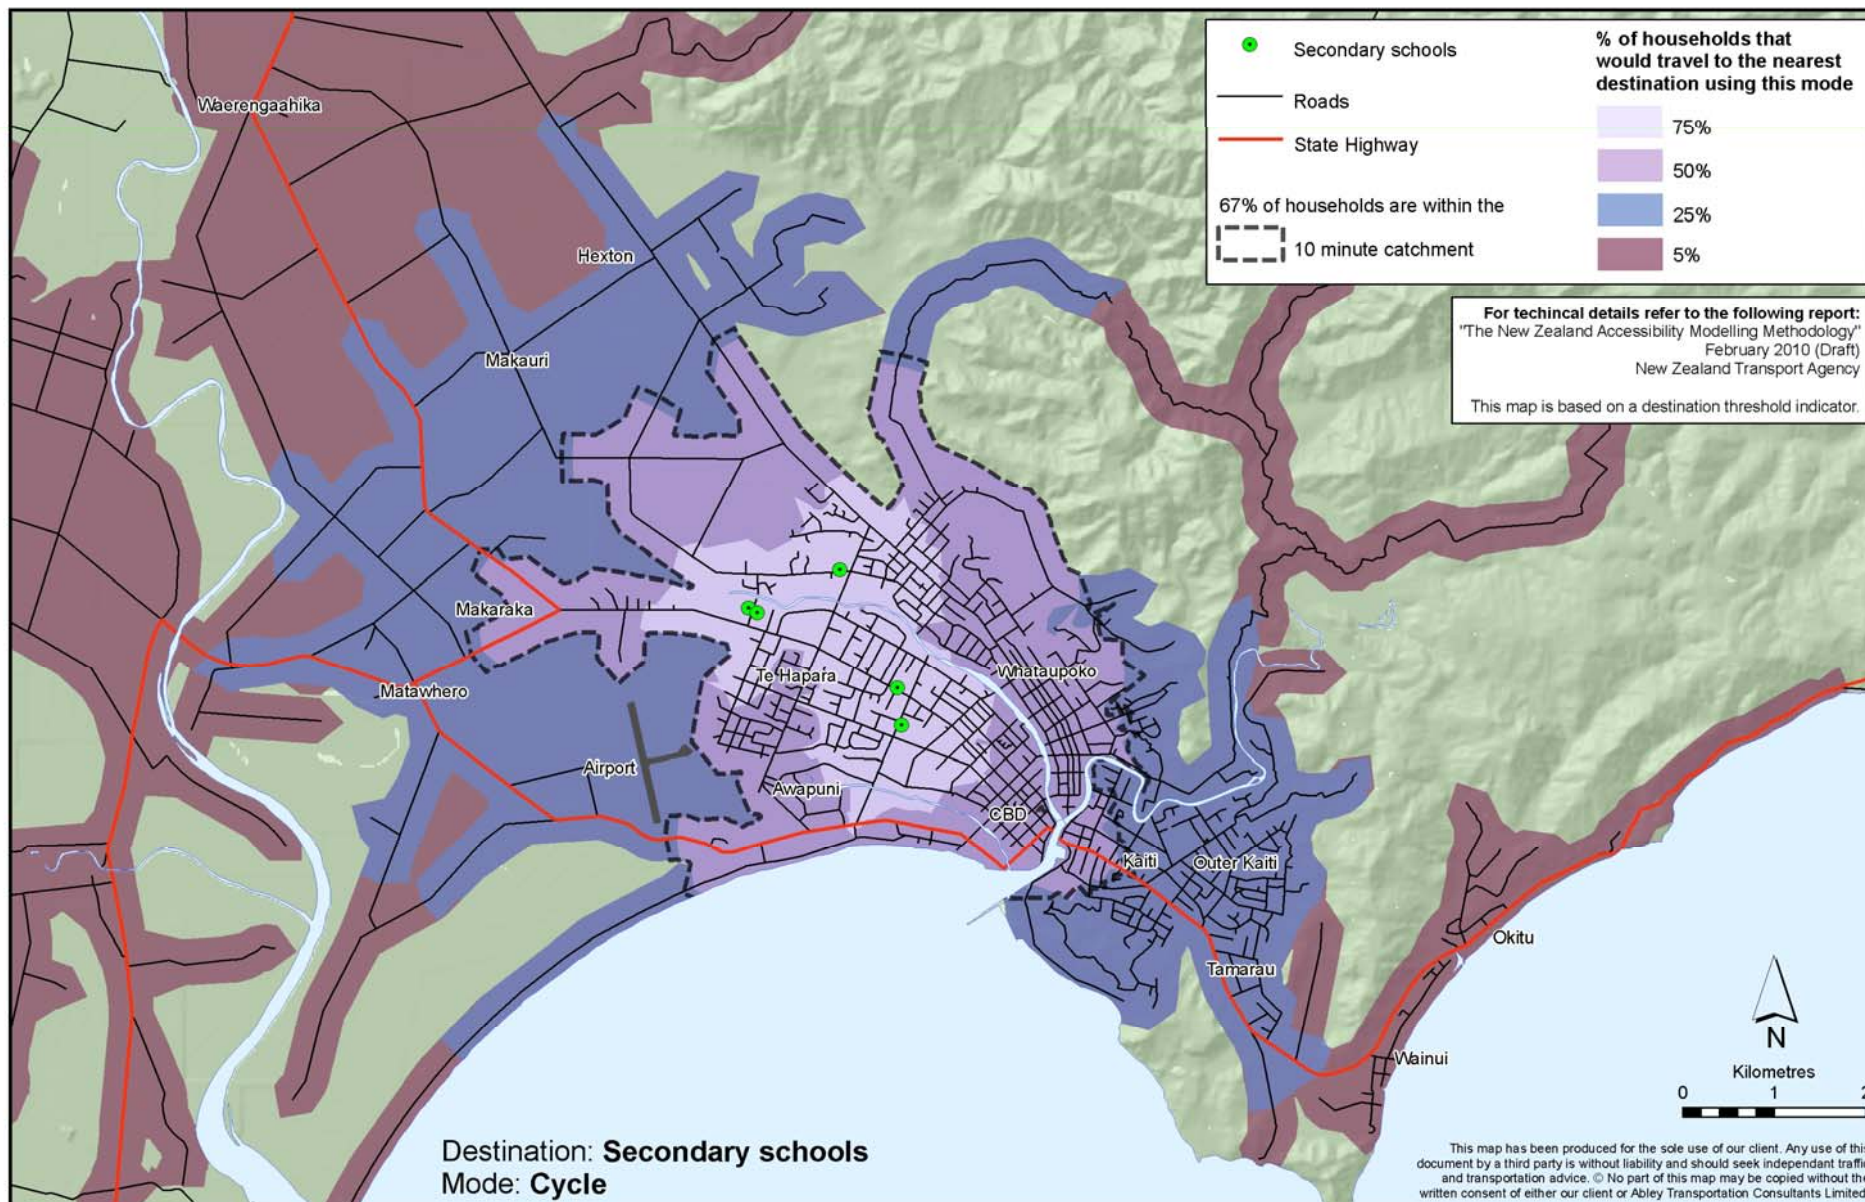 Secondary schools
Roads
State Highway
67% of households are within the
10 minute catchment
% of households that
would travel to the nearest
destination using this mode
75%
50%
25%
5%
For techincal details refer to the following report:
"The New Zealand Accessibility Modelling Methodology"
February 2010 (Draft)
New Zealand Transport Agency
This map is based on a destination threshold indicator.
Waerengaahika
Hexton
Makauri
Makaraka
Matawhero
Te Hapara
Whataupoko
Airport
Awapuni
CBD
Kaiti
Outer Kaiti
Tamarau
Okitu
Wainui
N
Kilometres
0 1 2
Destination: Secondary schools
Mode: Cycle
This map has been produced for the sole use of our client. Any use of this
document by a third party is without liability and should seek independant traffic
and transportation advice. © No part of this map may be copied without the
written consent of either our client or Abley Transportation Consultants Limited